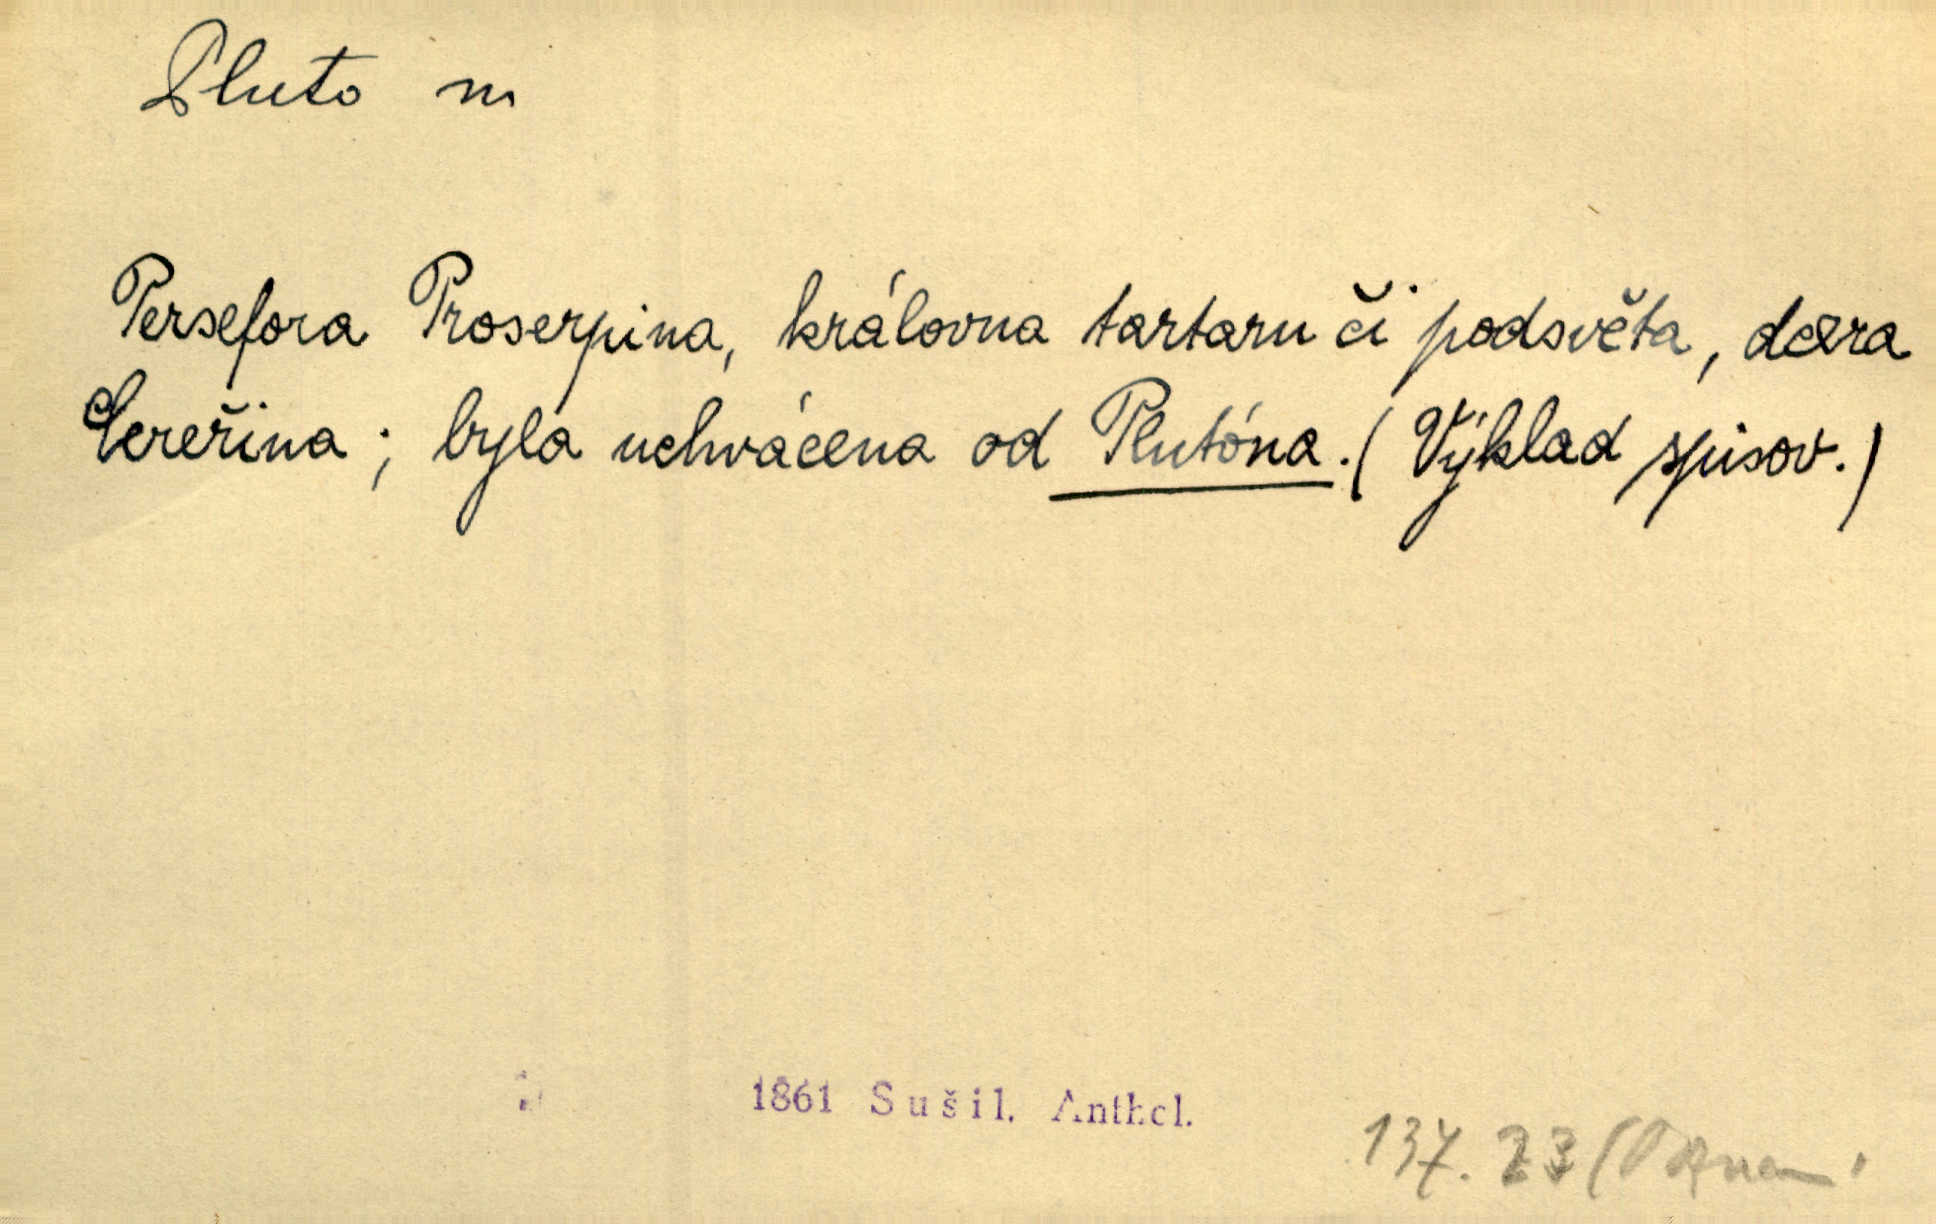 Pluto m
Persefora Proserpina, královna tartaru či podsvěta, dcera
Cereřina; byla uchvácena od Plutóna. (Výklad spisov.)
1861 Sušil. Anthol.
137. 23 (